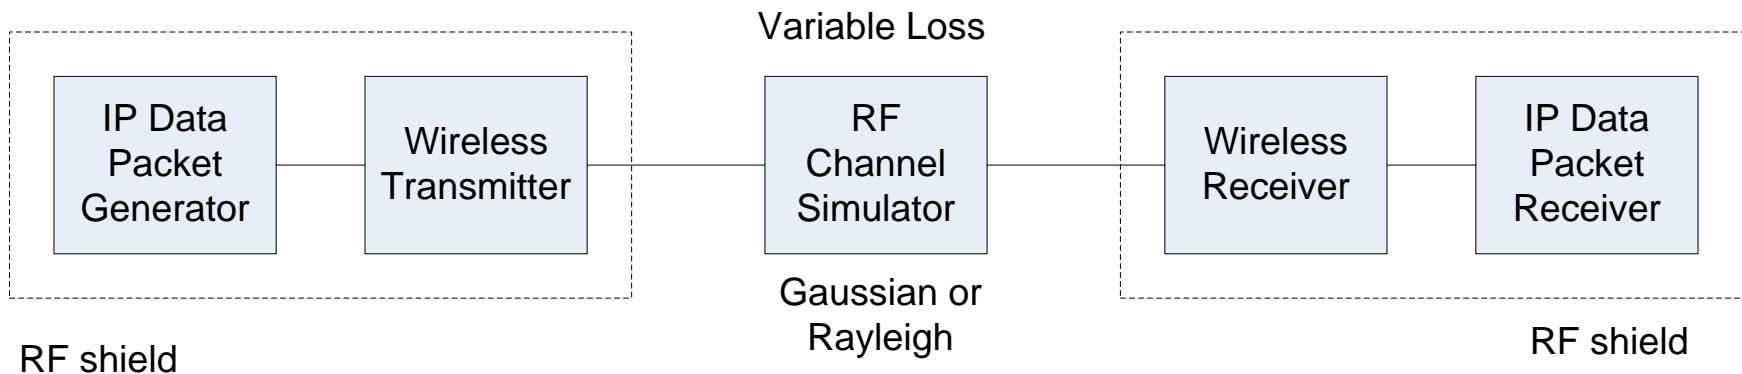 Variable Loss
IP Data
Packet
Generator
Wireless
Transmitter
RF
Channel
Simulator
Wireless
Receiver
IP Data
Packet
Receiver
Gaussian or
Rayleigh
RF shield
RF shield